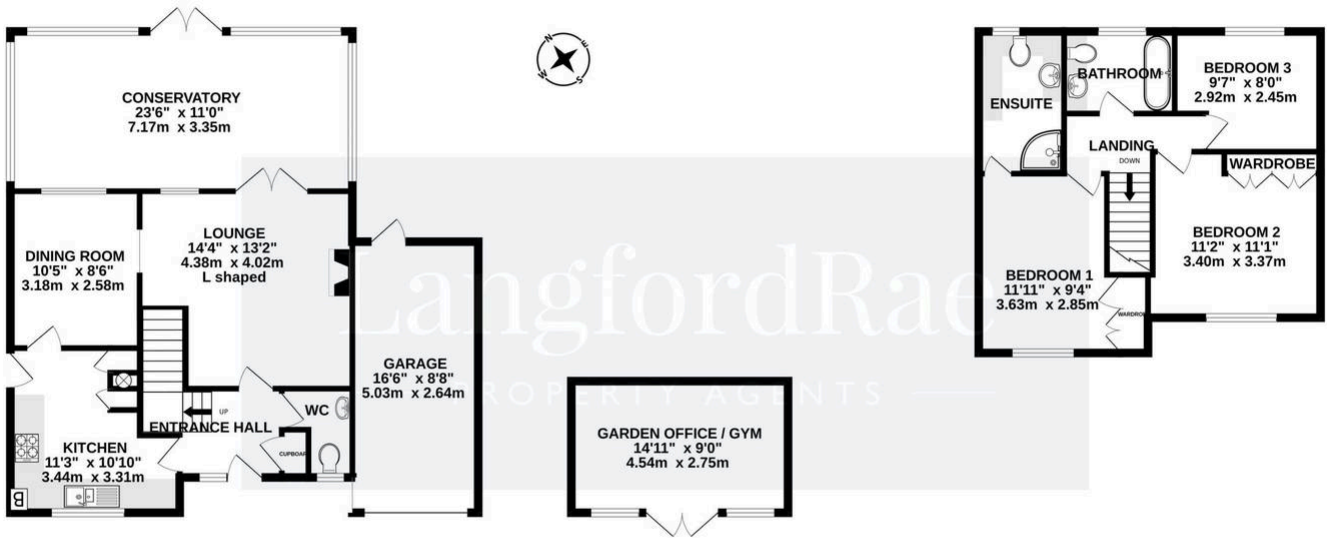 CONSERVATORY
23'6" x 11'0"
7.17m x 3.35m
DINING ROOM
10'5" x 8'6"
3.18m x 2.58m
LOUNGE
14'4" x 13'2"
4.38m x 4.02m
L shaped
GARAGE
16'6" x 8'8"
5.03m x 2.64m
KITCHEN
11'3" x 10'10"
3.44m x 3.31m
B
UP
ENTRANCE HALL
WC
CUPBOAR
N
E
S
W
GARDEN OFFICE / GYM
14'11" x 9'0"
4.54m x 2.75m
ENSUITE
BATHROOM
BEDROOM 3
9'7" x 8'0"
2.92m x 2.45m
LANDING
DOWN
WARDROBE
BEDROOM 2
11'2" x 11'1"
3.40m x 3.37m
BEDROOM 1
11'11" x 9'4"
3.63m x 2.85m
WARDROB
LangfordRae
PROPERTY AGENTS